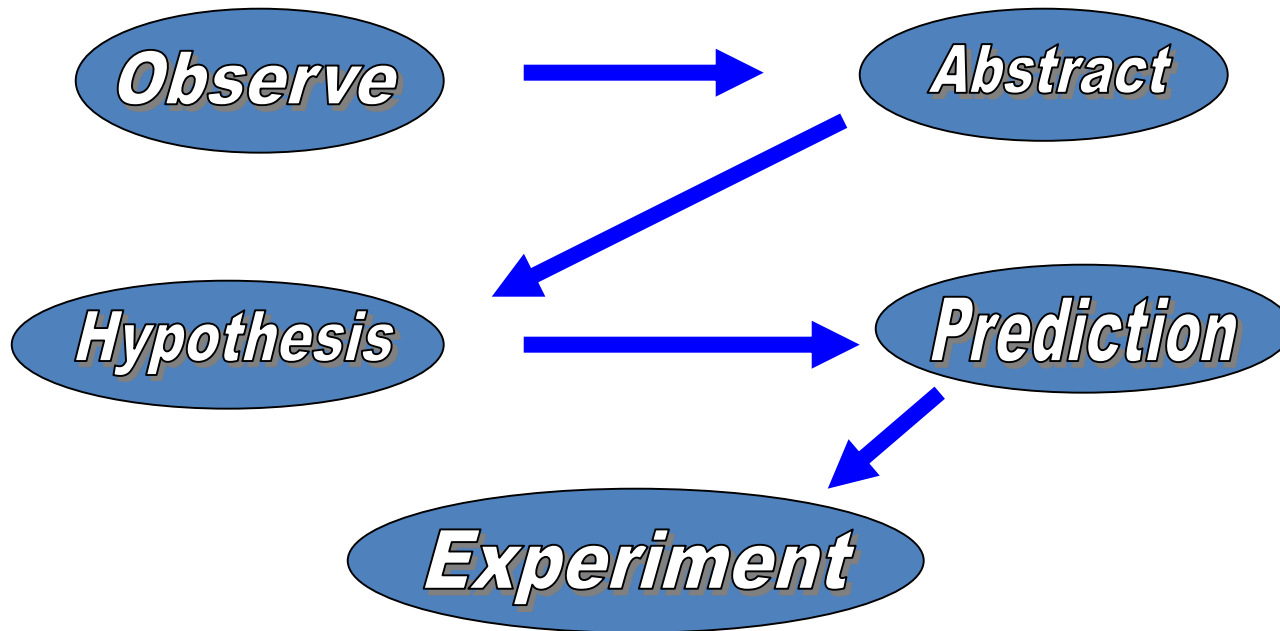 Observe
Abstract
Hypothesis
Prediction
Experiment